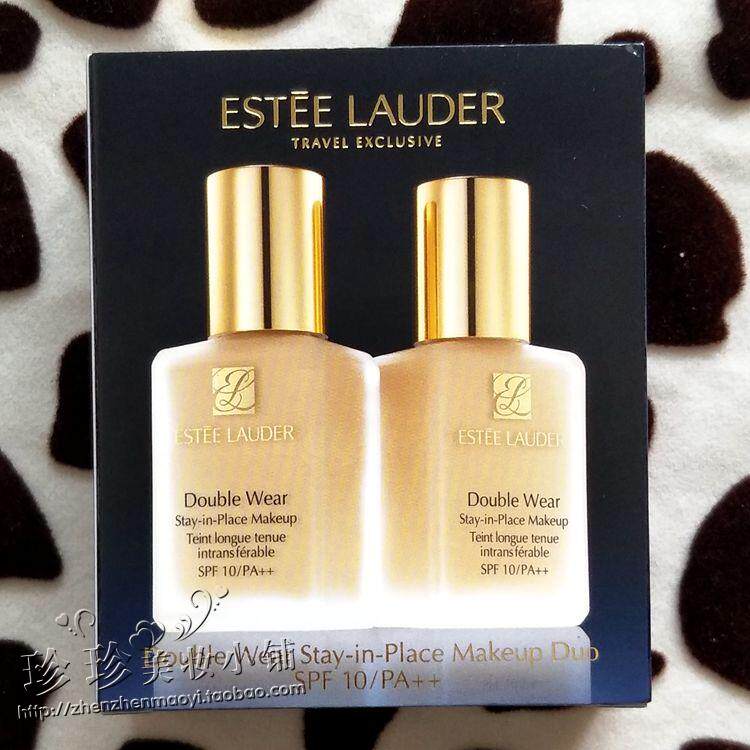 ESTĒE LAUDER
TRAVEL EXCLUSIVE
ESTĒE LAUDER
Double Wear
Stay-in-Place Makeup
Teint longue tenue
intransférable
SPF 10/PA++
ESTĒE LAUDER
Double Wear
Stay-in-Place Makeup
Teint longue tenue
intransférable
SPF 10/PA++
Double Wear Stay-in-Place Makeup Duo
SPF 10/PA++
珍珍美妆小铺
http://zhenzhenmaoyi.taobao.com/